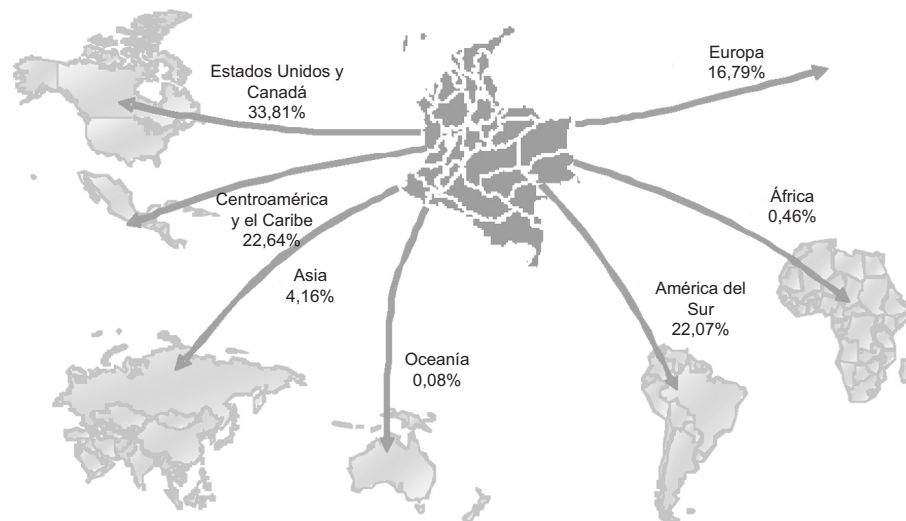 Estados Unidos y
Canadá
33,81%
Europa
16,79%
Centroamérica
y el Caribe
22,64%
África
0,46%
Asia
4,16%
América del
Sur
22,07%
Oceanía
0,08%